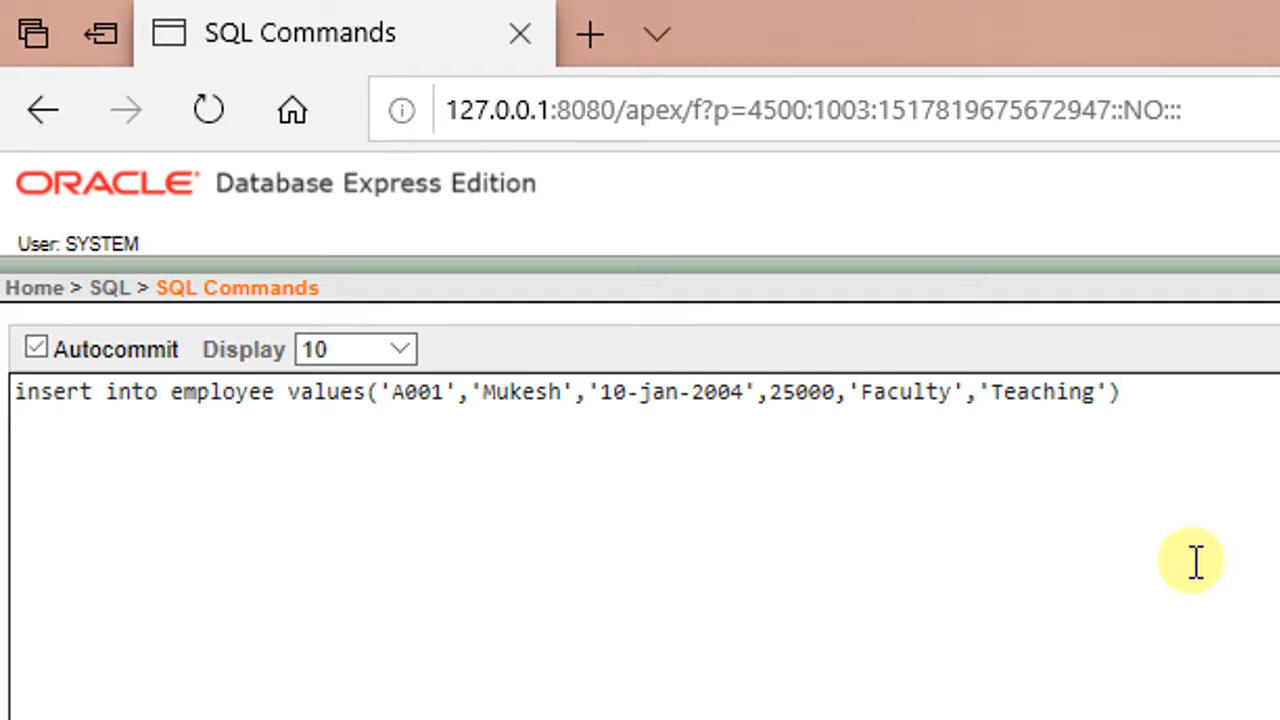 SQL Commands
127.0.0.1:8080/apex/f?p=4500:1003:1517819675672947::NO:::
ORACLE Database Express Edition
User: SYSTEM
Home > SQL > SQL Commands
Autocommit Display 10
insert into employee values('A001','Mukesh','10-jan-2004',25000,'Faculty','Teaching')